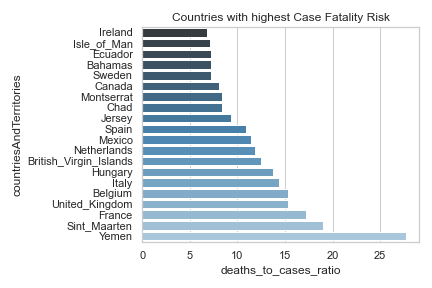 Countries with highest Case Fatality Risk
countriesAndTerritories
Ireland
Isle_of_Man
Ecuador
Bahamas
Sweden
Canada
Montserrat
Chad
Jersey
Spain
Mexico
Netherlands
British_Virgin_Islands
Hungary
Italy
Belgium
United_Kingdom
France
Sint_Maarten
Yemen
0 5 10 15 20 25
deaths_to_cases_ratio